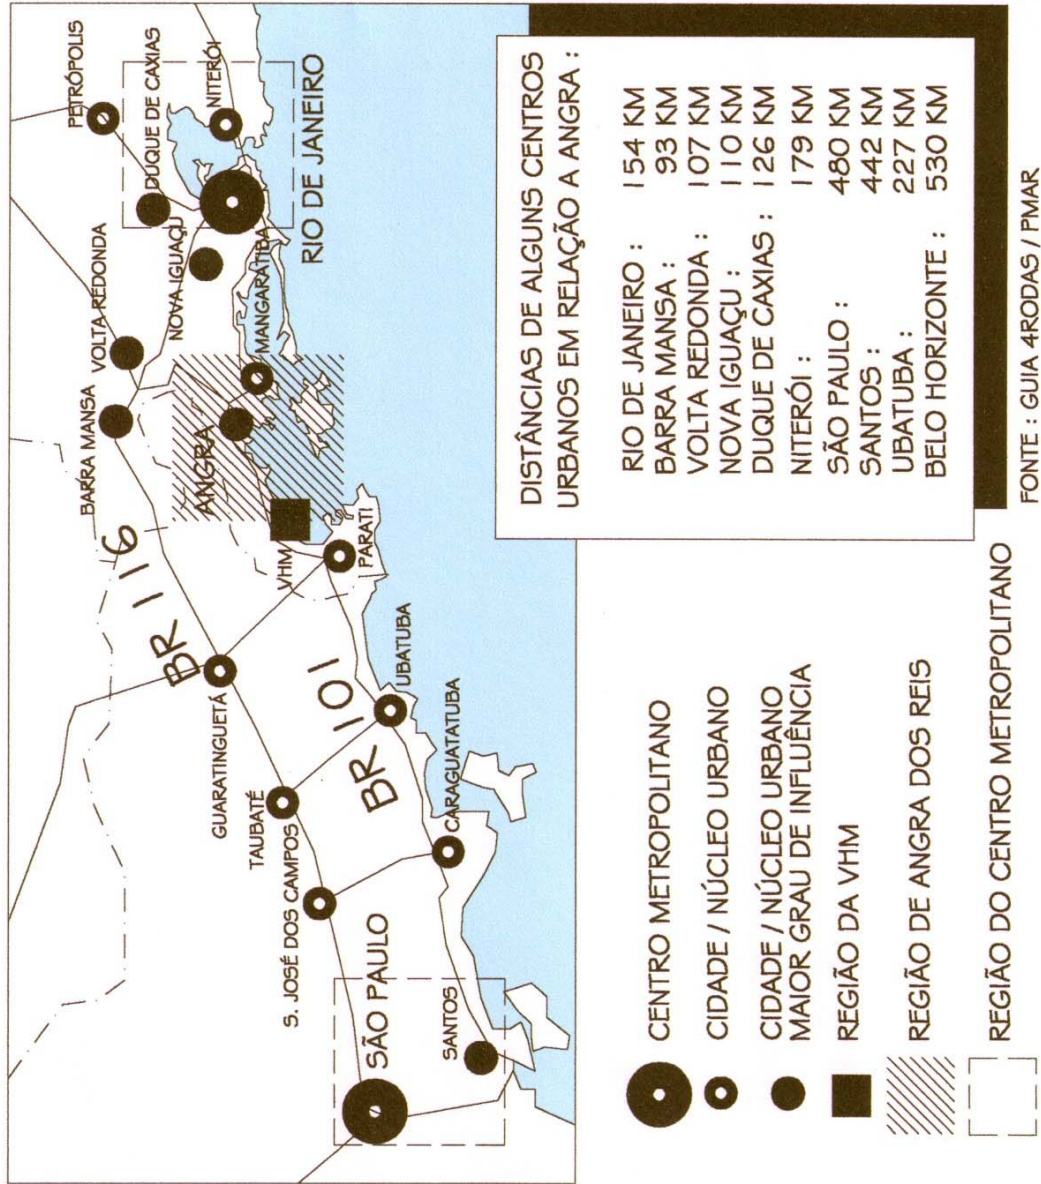 PETRÓPOLIS
DUQUE DE CAXIAS
NITERÓI
RIO DE JANEIRO
NOVA IGUAÇU
VOLTA REDONDA
BARRA MANSA
MANGARATIBA
ANGRA
VHM
PARATI
BR 116
GUARATINGUETÁ
TAUBATÉ
BR 101
UBATUBA
S. JOSÉ DOS CAMPOS
CARAGUATATUBA
SÃO PAULO
SANTOS
CENTRO METROPOLITANO
CIDADE / NÚCLEO URBANO
CIDADE / NÚCLEO URBANO
MAIOR GRAU DE INFLUÊNCIA
REGIÃO DA VHM
REGIÃO DE ANGRA DOS REIS
REGIÃO DO CENTRO METROPOLITANO
DISTÂNCIAS DE ALGUNS CENTROS
URBANOS EM RELAÇÃO A ANGRA :
RIO DE JANEIRO : 154 KM
BARRA MANSA : 93 KM
VOLTA REDONDA : 107 KM
NOVA IGUAÇU : 110 KM
DUQUE DE CAXIAS : 126 KM
NITERÓI : 179 KM
SÃO PAULO : 480 KM
SANTOS : 442 KM
UBATUBA : 227 KM
BELO HORIZONTE : 530 KM
FONTE : GUIA 4RODAS / PMAR